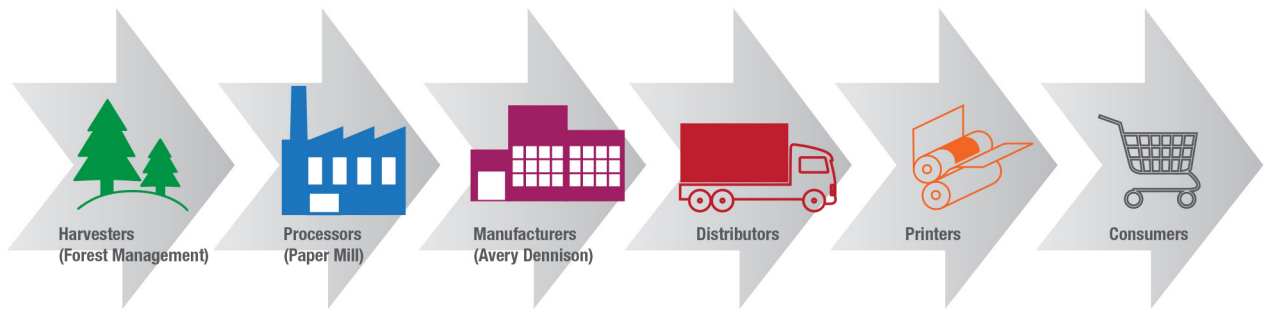 Harvesters
(Forest Management)
Processors
(Paper Mill)
Manufacturers
(Avery Dennison)
Distributors
Printers
Consumers